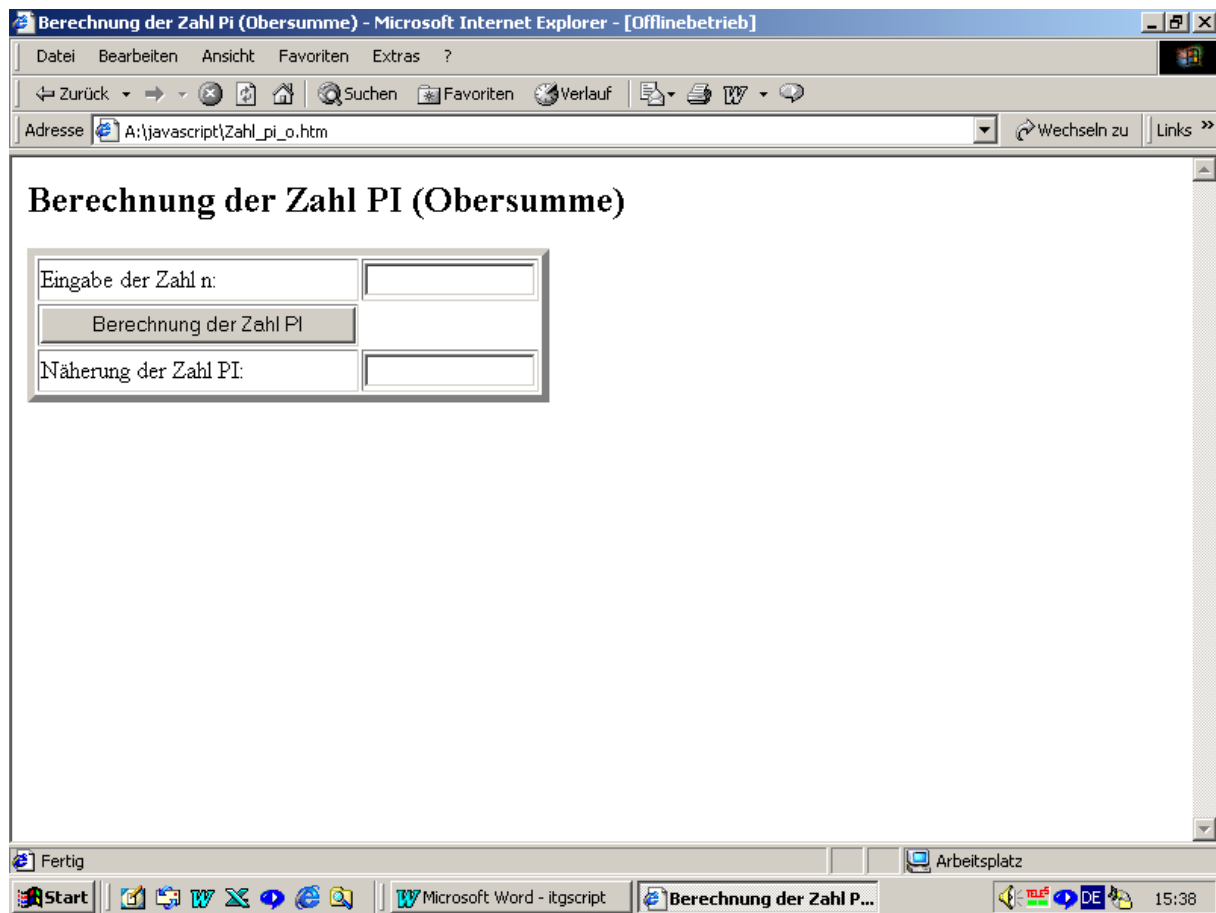 Berechnung der Zahl Pi (Obersumme) - Microsoft Internet Explorer - [Offlinebetrieb]
Datei Bearbeiten Ansicht Favoriten Extras ?
Zurück Suchen Favoriten Verlauf
Adresse A:\javascript\Zahl_pi_o.htm Wechseln zu Links »
Berechnung der Zahl PI (Obersumme)
Eingabe der Zahl n:
Berechnung der Zahl PI
Näherung der Zahl PI:
Fertig Arbeitsplatz
Start Microsoft Word - itgscript Berechnung der Zahl P... DE 15:38